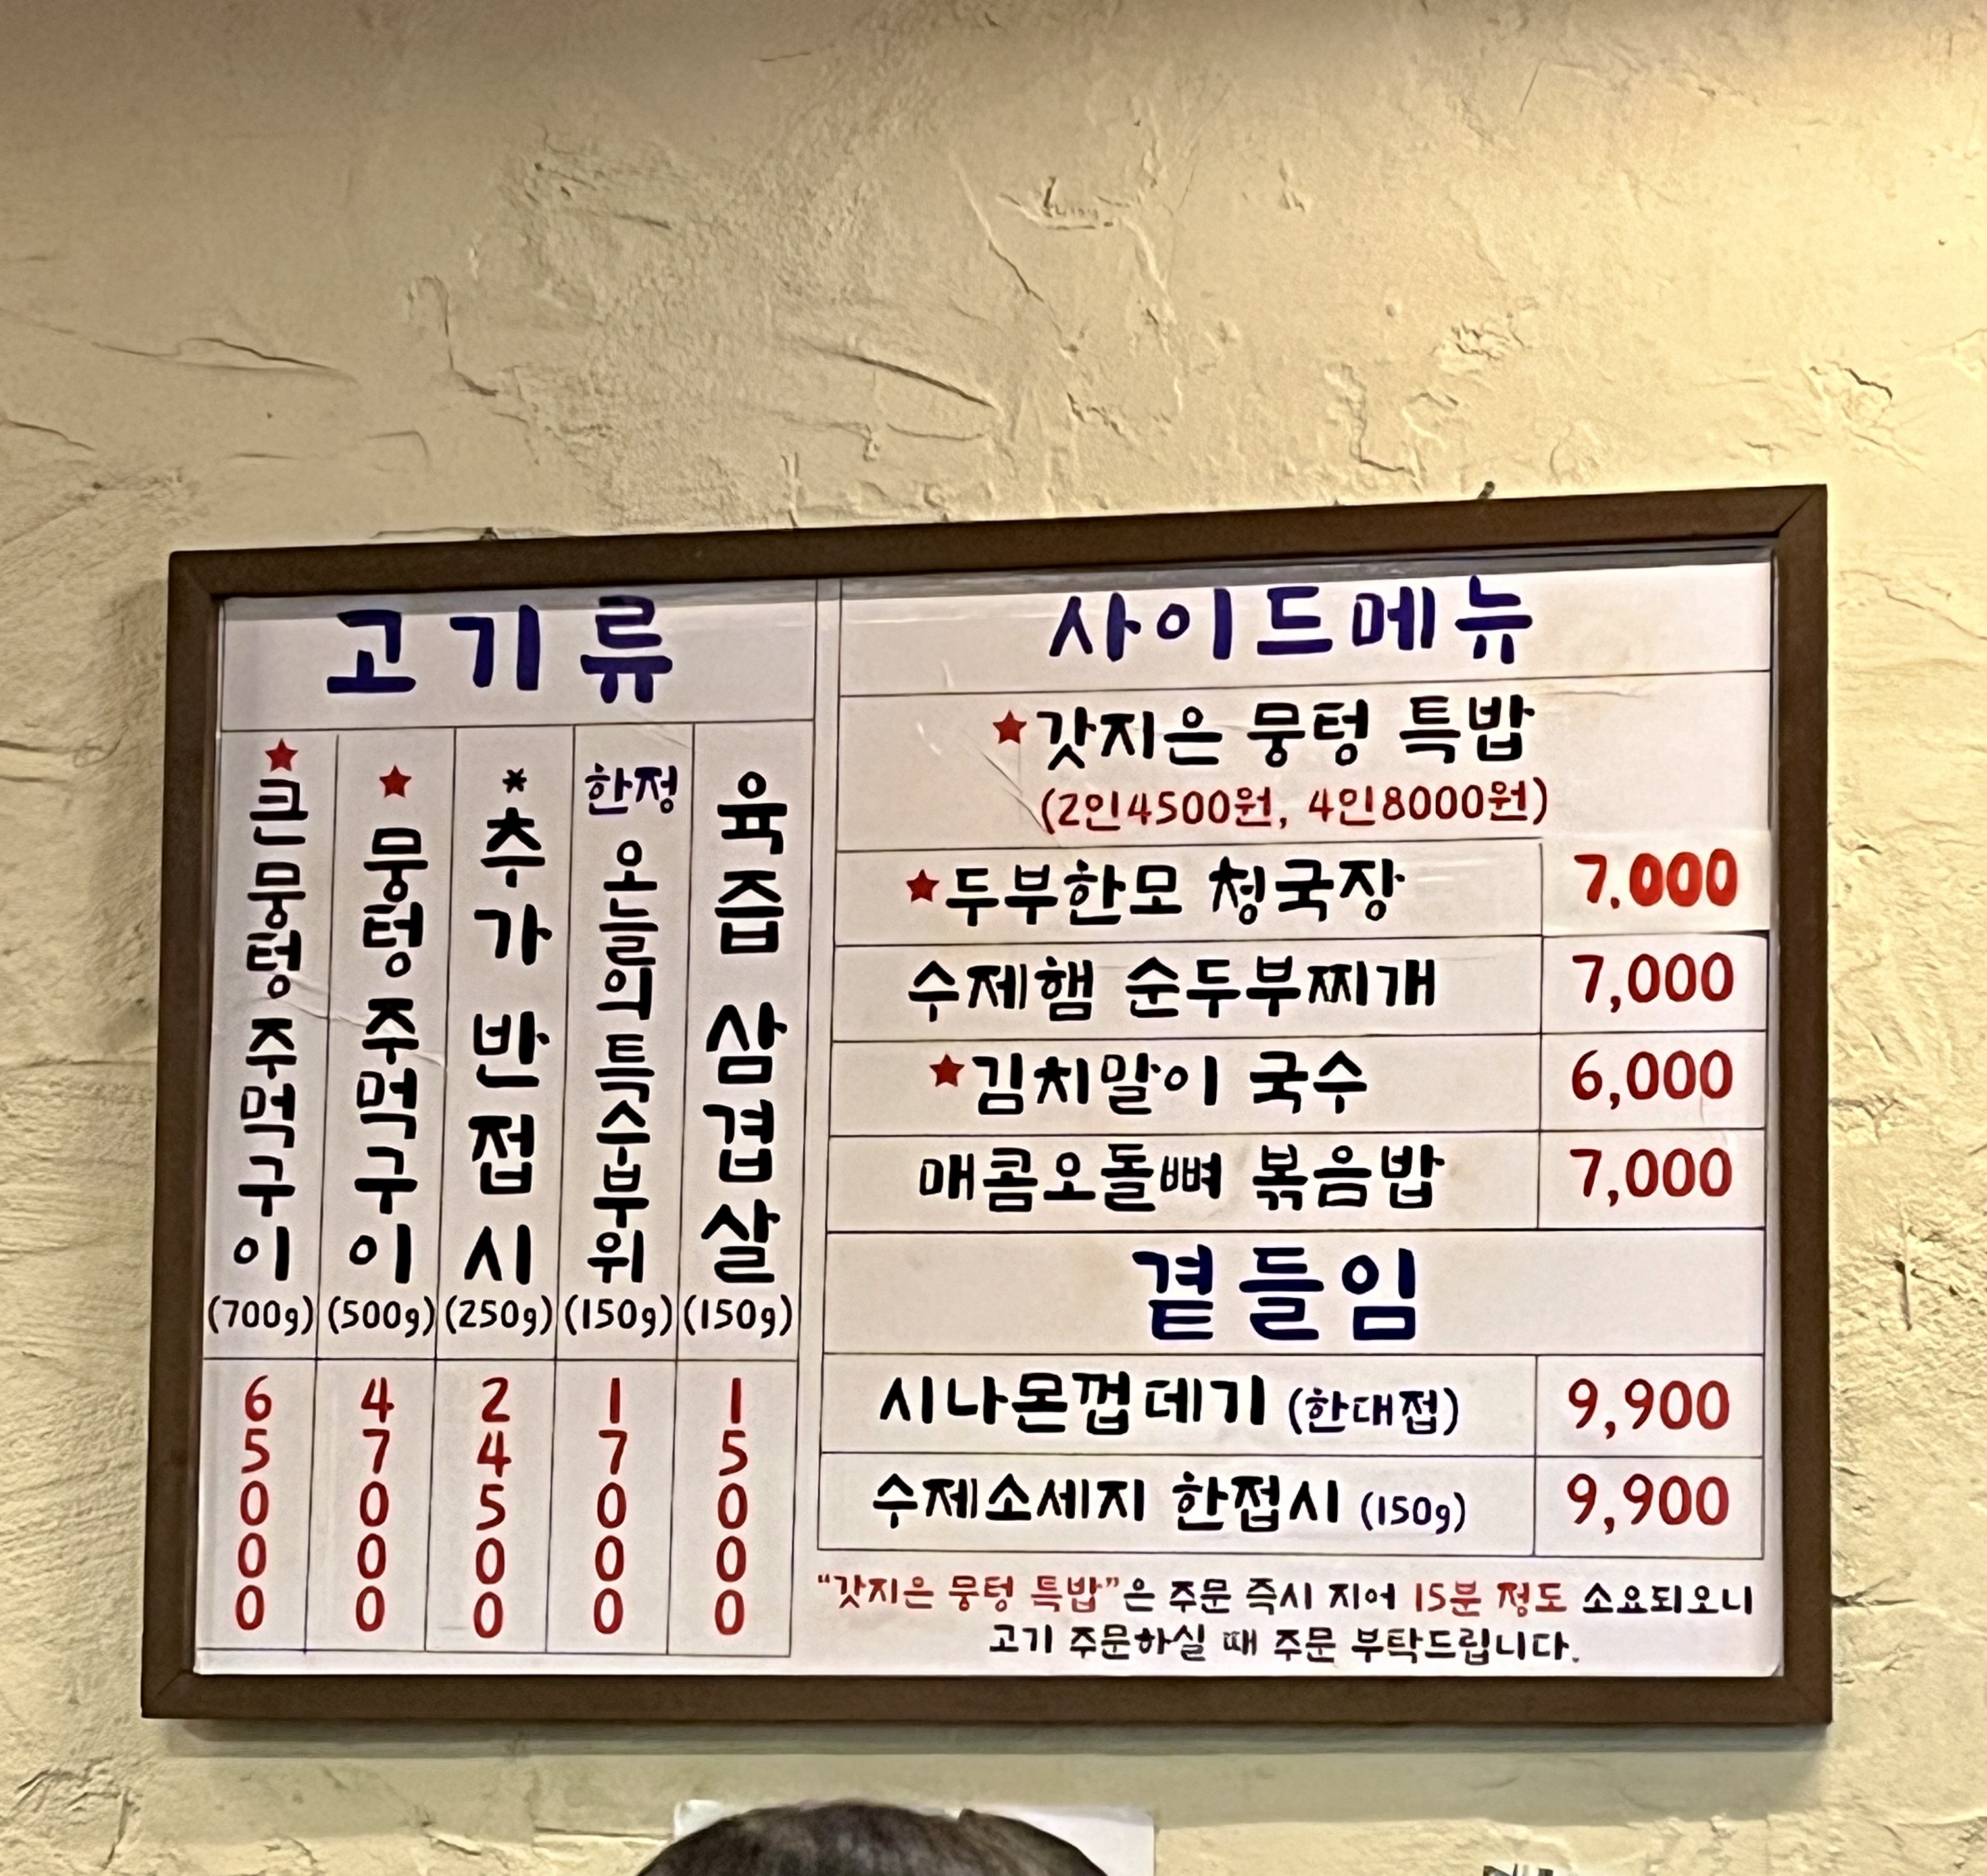 고기류
★큰뭉텅 주먹구이 (700g) 65000
★뭉텅 주먹구이 (500g) 47000
*추가 반접시 (250g) 24500
한정 오늘의특수부위 (150g) 17000
육즙 삼겹살 (150g) 15000
사이드메뉴
★갓지은 뭉텅 특밥
(2인4500원, 4인8000원)
★두부한모 청국장 7.000
수제햄 순두부찌개 7,000
★김치말이 국수 6,000
매콤오돌뼈 볶음밥 7,000
곁들임
시나몬껍데기 (한대접) 9,900
수제소세지 한접시 (150g) 9,900
“갓지은 뭉텅 특밥”은 주문 즉시 지어 15분 정도 소요되오니
고기 주문하실 때 주문 부탁드립니다.